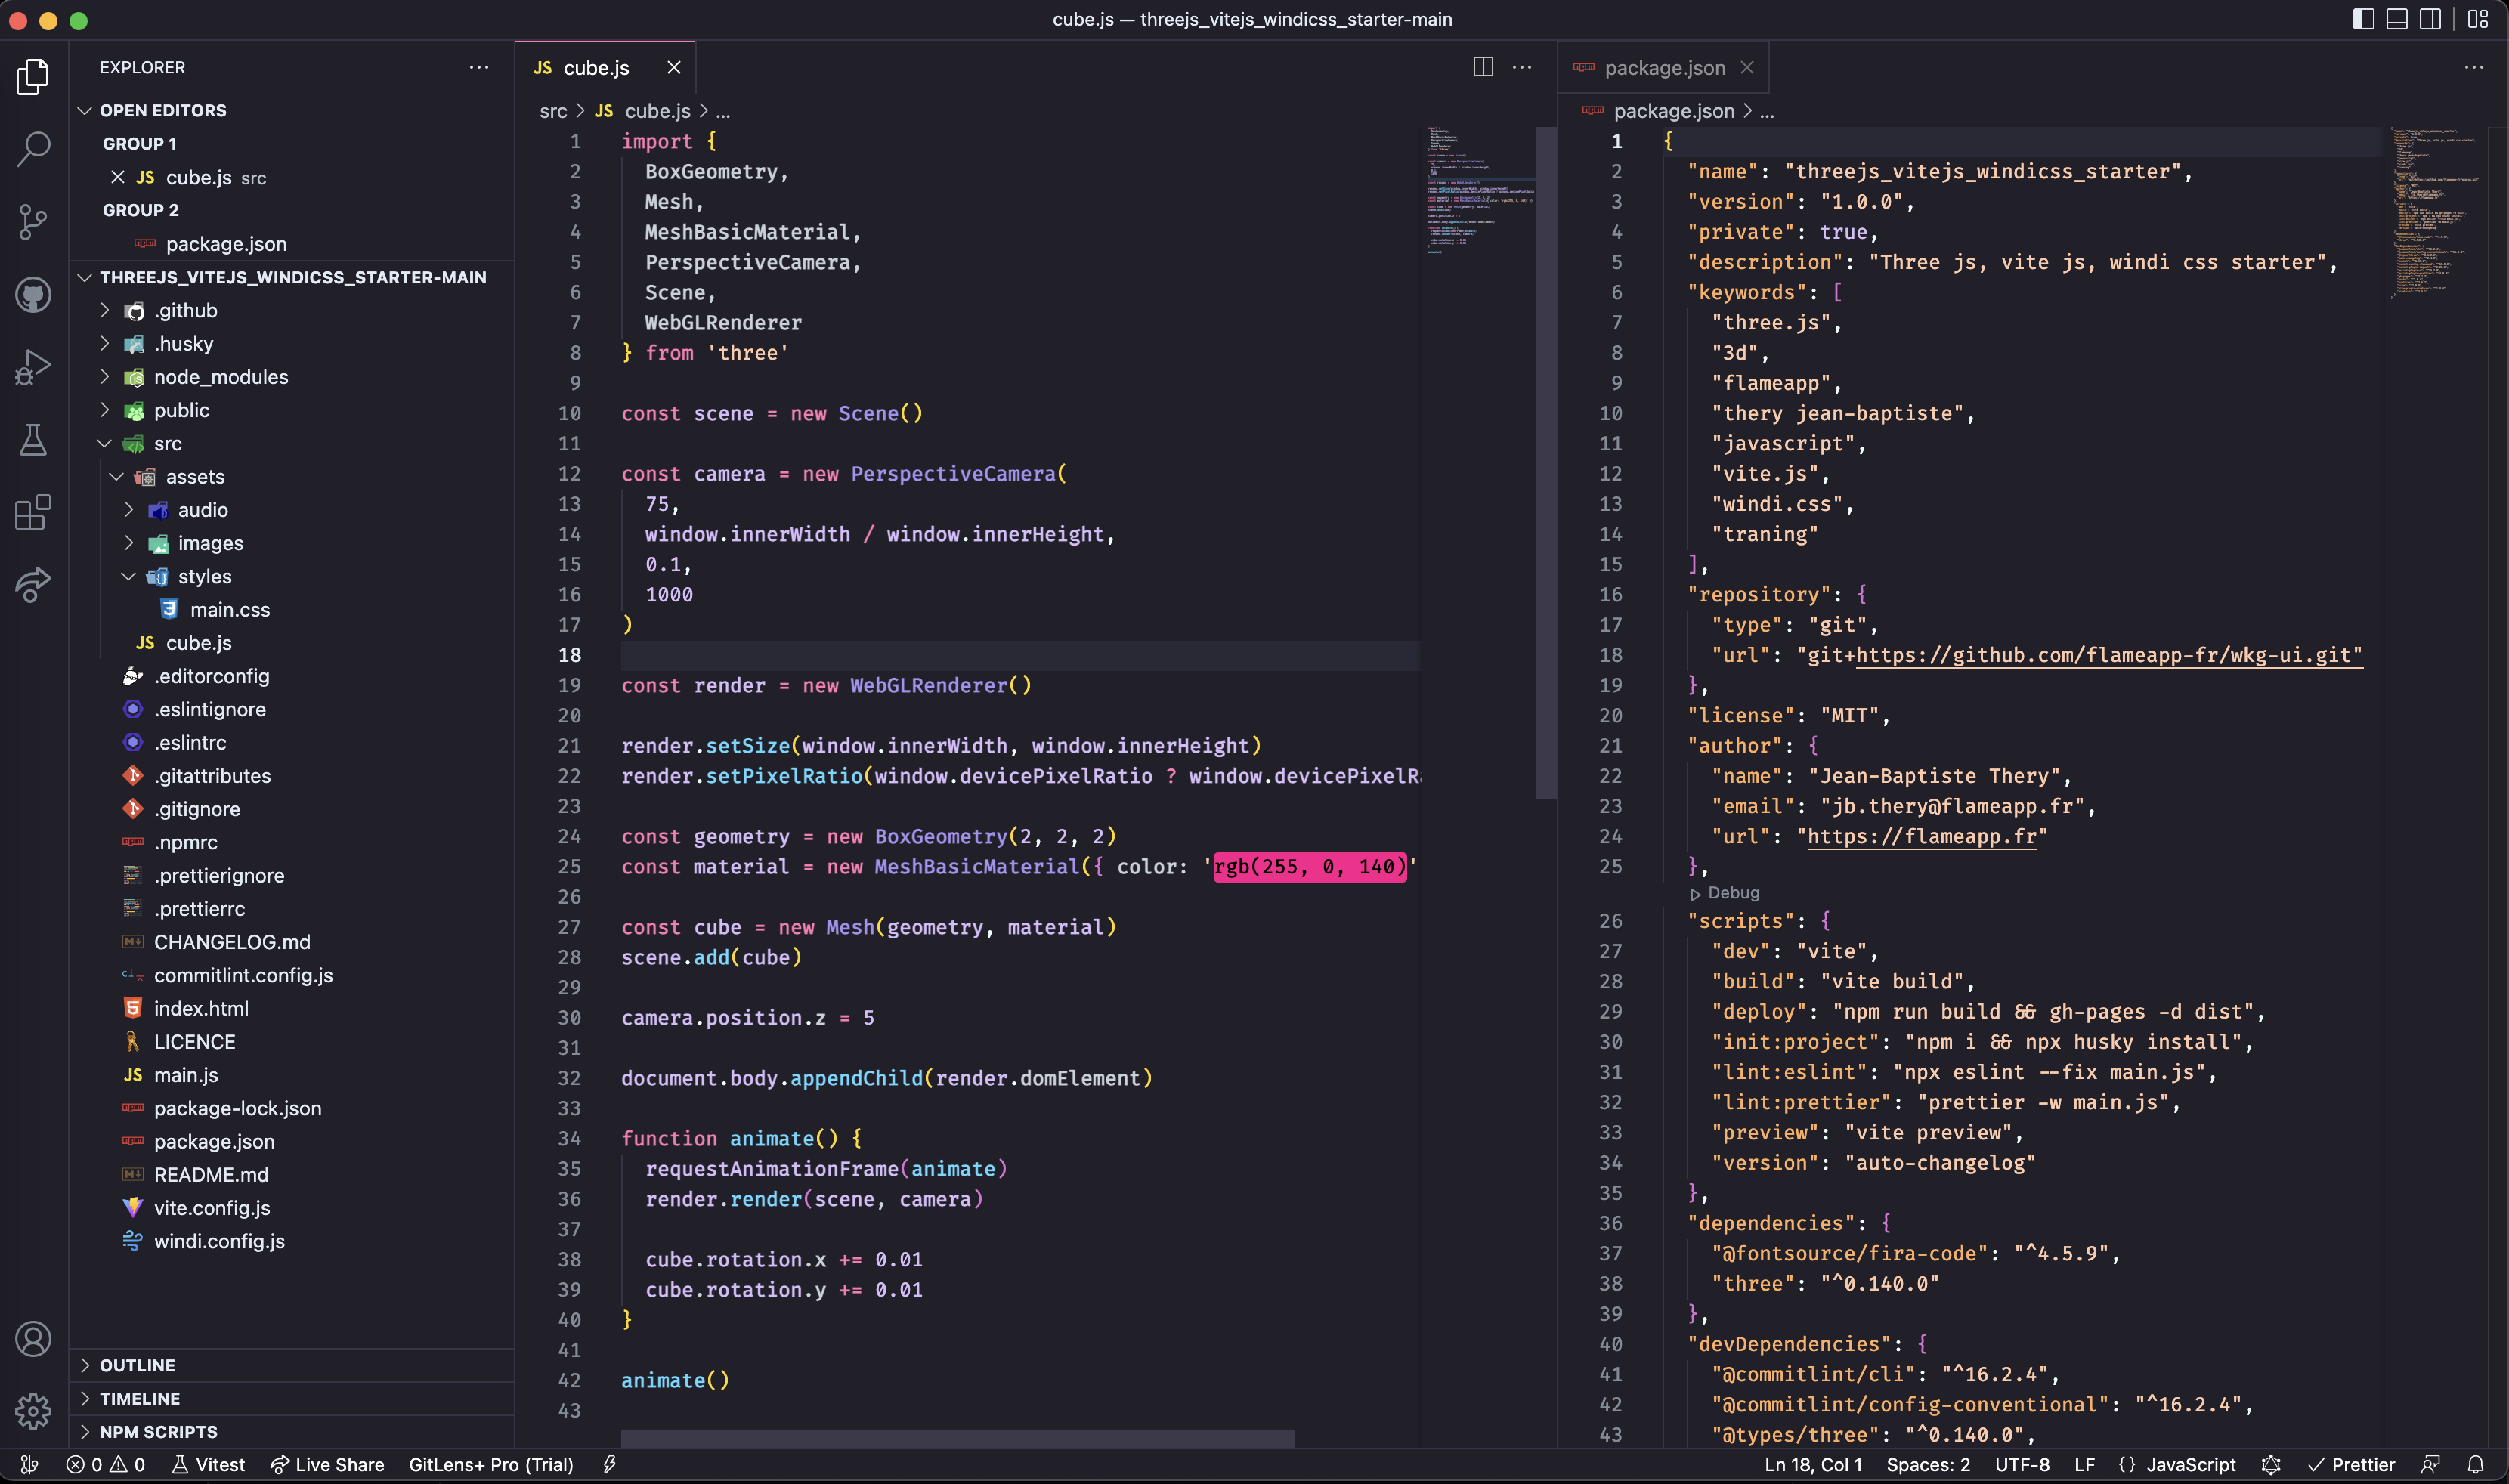 cube.js — threejs_vitejs_windicss_starter-main
EXPLORER
OPEN EDITORS
GROUP 1
JS cube.js src
GROUP 2
package.json
THREEJS_VITEJS_WINDICSS_STARTER-MAIN
.github
.husky
node_modules
public
src
assets
audio
images
styles
main.css
JS cube.js
.editorconfig
.eslintignore
.eslintrc
.gitattributes
.gitignore
.npmrc
.prettierignore
.prettierrc
CHANGELOG.md
commitlint.config.js
index.html
LICENCE
JS main.js
package-lock.json
package.json
README.md
vite.config.js
windi.config.js
OUTLINE
TIMELINE
NPM SCRIPTS
JS cube.js
src > JS cube.js > ...
1 import {
2 BoxGeometry,
3 Mesh,
4 MeshBasicMaterial,
5 PerspectiveCamera,
6 Scene,
7 WebGLRenderer
8 } from 'three'
9
10 const scene = new Scene()
11
12 const camera = new PerspectiveCamera(
13 75,
14 window.innerWidth / window.innerHeight,
15 0.1,
16 1000
17 )
18
19 const render = new WebGLRenderer()
20
21 render.setSize(window.innerWidth, window.innerHeight)
22 render.setPixelRatio(window.devicePixelRatio ? window.devicePixelRa
23
24 const geometry = new BoxGeometry(2, 2, 2)
25 const material = new MeshBasicMaterial({ color: 'rgb(255, 0, 140)'
26
27 const cube = new Mesh(geometry, material)
28 scene.add(cube)
29
30 camera.position.z = 5
31
32 document.body.appendChild(render.domElement)
33
34 function animate() {
35 requestAnimationFrame(animate)
36 render.render(scene, camera)
37
38 cube.rotation.x += 0.01
39 cube.rotation.y += 0.01
40 }
41
42 animate()
43
package.json
package.json > ...
1 {
2 "name": "threejs_vitejs_windicss_starter",
3 "version": "1.0.0",
4 "private": true,
5 "description": "Three js, vite js, windi css starter",
6 "keywords": [
7 "three.js",
8 "3d",
9 "flameapp",
10 "thery jean-baptiste",
11 "javascript",
12 "vite.js",
13 "windi.css",
14 "traning"
15 ],
16 "repository": {
17 "type": "git",
18 "url": "git+https://github.com/flameapp-fr/wkg-ui.git"
19 },
20 "license": "MIT",
21 "author": {
22 "name": "Jean-Baptiste Thery",
23 "email": "jb.thery@flameapp.fr",
24 "url": "https://flameapp.fr"
25 },
Debug
26 "scripts": {
27 "dev": "vite",
28 "build": "vite build",
29 "deploy": "npm run build && gh-pages -d dist",
30 "init:project": "npm i && npx husky install",
31 "lint:eslint": "npx eslint --fix main.js",
32 "lint:prettier": "prettier -w main.js",
33 "preview": "vite preview",
34 "version": "auto-changelog"
35 },
36 "dependencies": {
37 "@fontsource/fira-code": "^4.5.9",
38 "three": "^0.140.0"
39 },
40 "devDependencies": {
41 "@commitlint/cli": "^16.2.4",
42 "@commitlint/config-conventional": "^16.2.4",
43 "@types/three": "^0.140.0",
0 0 Vitest Live Share GitLens+ Pro (Trial) Ln 18, Col 1 Spaces: 2 UTF-8 LF {} JavaScript Prettier